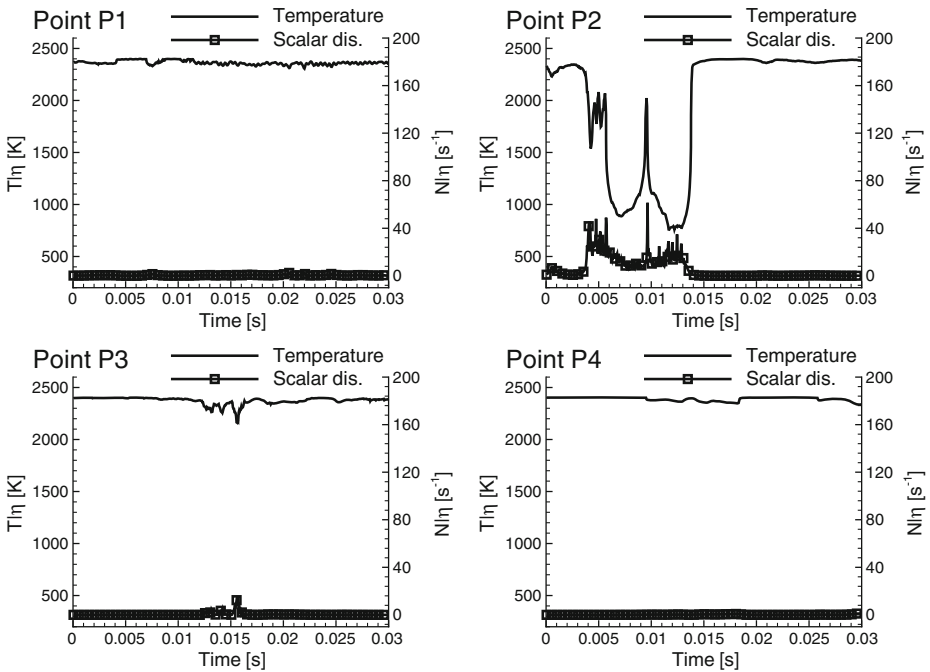 Point P1
Temperature
Scalar dis.
2500
2000
1500
1000
500
T|η [K]
200
160
120
80
40
0
N|η [s⁻¹]
0 0.005 0.01 0.015 0.02 0.025 0.03
Time [s]
Point P2
Temperature
Scalar dis.
2500
2000
1500
1000
500
T|η [K]
200
160
120
80
40
0
N|η [s⁻¹]
0 0.005 0.01 0.015 0.02 0.025 0.03
Time [s]
Point P3
Temperature
Scalar dis.
2500
2000
1500
1000
500
T|η [K]
200
160
120
80
40
0
N|η [s⁻¹]
0 0.005 0.01 0.015 0.02 0.025 0.03
Time [s]
Point P4
Temperature
Scalar dis.
2500
2000
1500
1000
500
T|η [K]
200
160
120
80
40
0
N|η [s⁻¹]
0 0.005 0.01 0.015 0.02 0.025 0.03
Time [s]